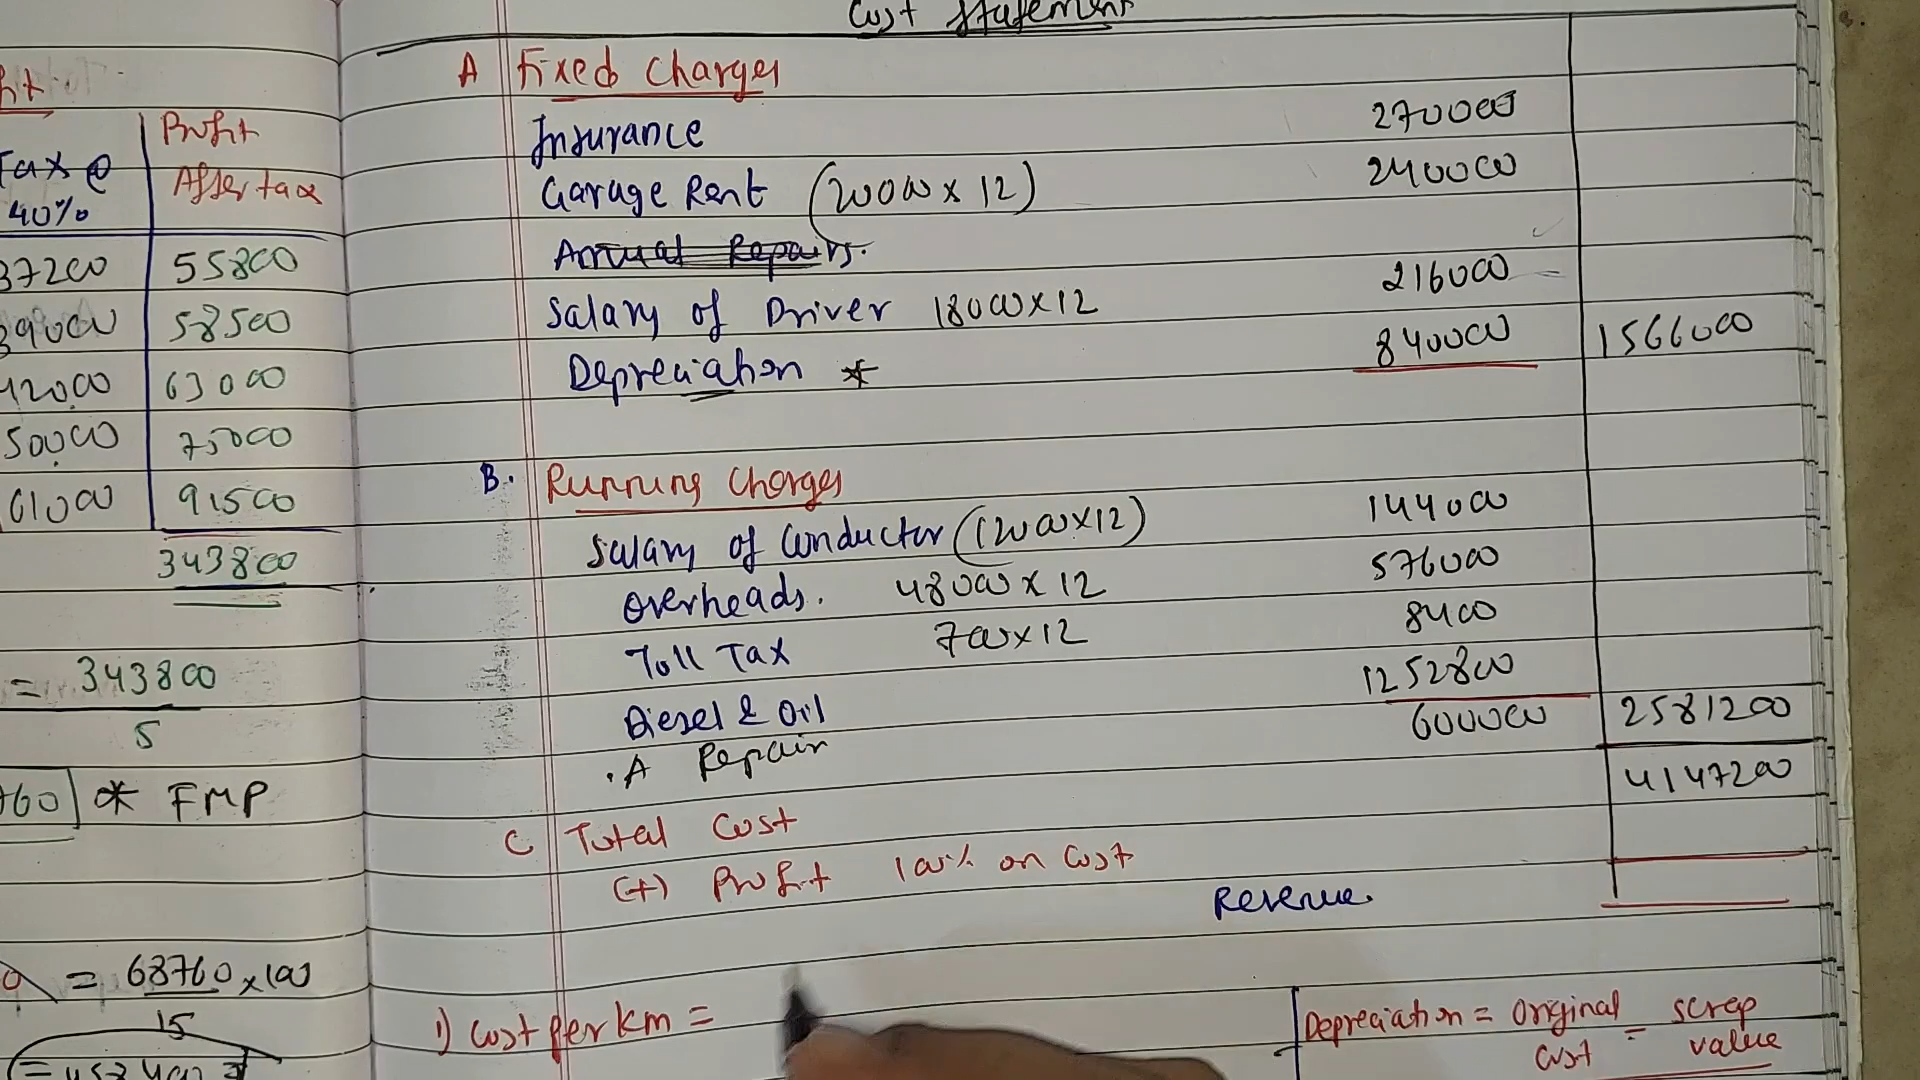 Cost Statement
A Fixed Charges
Insurance 270000
Garage Rent (20000 x 12) 240000
Annual Repairs.
Salary of Driver 18000x12 216000
Depreciation * 840000 1566000
B. Running Charges
Salary of Conductor (12000x12) 144000
Overheads. 48000 x 12 576000
Toll Tax 700x12 8400
Diesel & Oil 1252800
.A Repair 600000 2581200
4147200
C Total Cost
(+) Profit 100% on Cost
Revenue.
1) Cost per km =
Depreciation = Original Cost - Screp value
Tax @ 40% Profit After tax
37200 55800
39000 58500
42000 63000
50000 75000
61000 91500
343800
= 343800
5
760 * FMP
= 68760 x 100
15